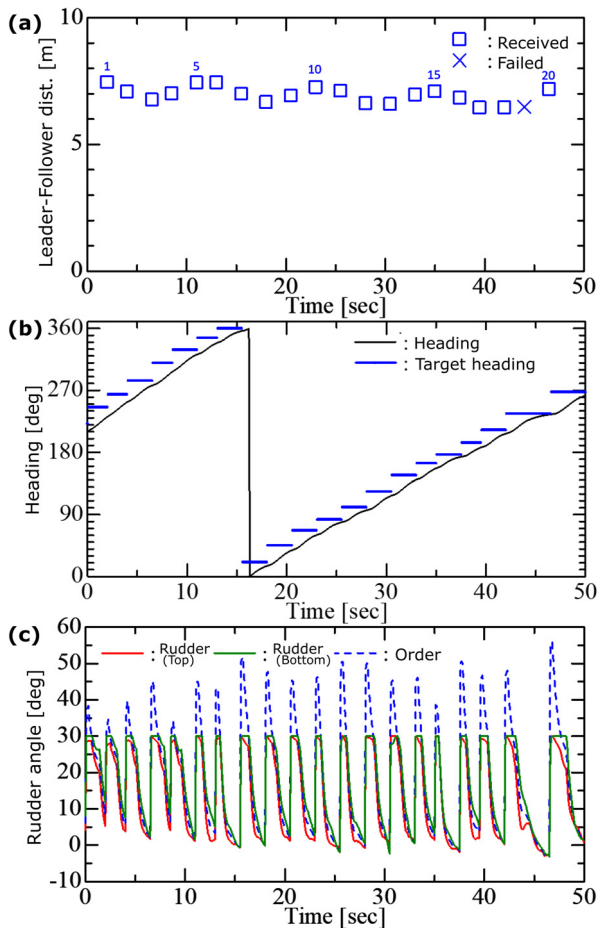 (a)
Leader-Follower dist. [m]
10
5
0
1
5
10
15
20
: Received
: Failed
0
10
20
30
40
50
Time [sec]
(b)
Heading [deg]
360
270
180
90
0
: Heading
: Target heading
0
10
20
30
40
50
Time [sec]
(c)
Rudder angle [deg]
60
50
40
30
20
10
0
-10
: Rudder
(Top)
: Rudder
(Bottom)
: Order
0
10
20
30
40
50
Time [sec]